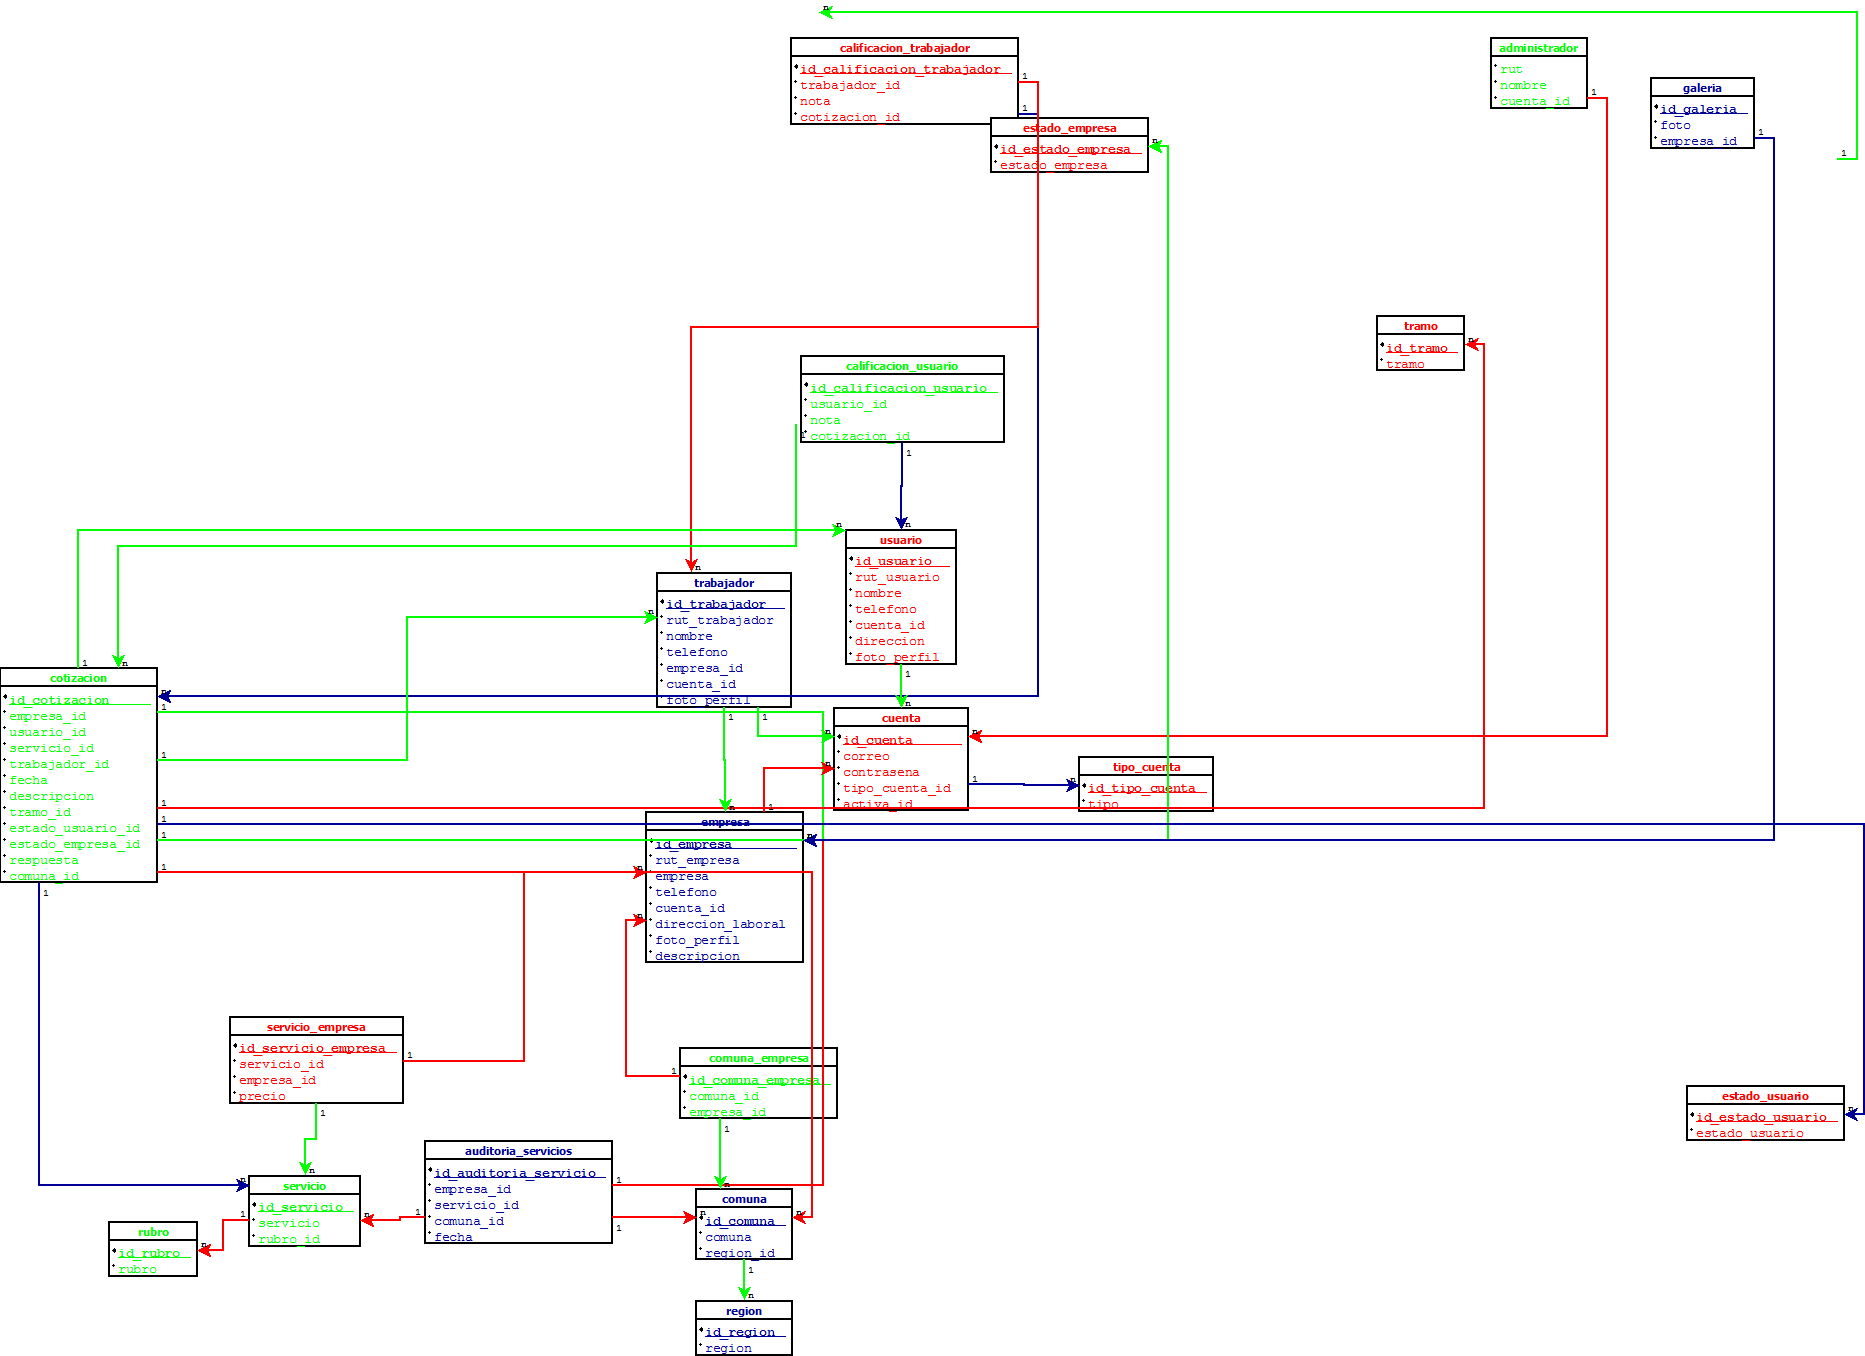 calificacion_trabajador
id_calificacion_trabajador
trabajador_id
nota
cotizacion_id
estado_empresa
id_estado_empresa
estado_empresa
administrador
rut
nombre
cuenta_id
galeria
id_galeria
foto
empresa_id
tramo
id_tramo
tramo
calificacion_usuario
id_calificacion_usuario
usuario_id
nota
cotizacion_id
usuario
id_usuario
rut_usuario
nombre
telefono
cuenta_id
direccion
foto_perfil
trabajador
id_trabajador
rut_trabajador
nombre
telefono
empresa_id
cuenta_id
foto_perfil
cotizacion
id_cotizacion
empresa_id
usuario_id
servicio_id
trabajador_id
fecha
descripcion
tramo_id
estado_usuario_id
estado_empresa_id
respuesta
comuna_id
cuenta
id_cuenta
correo
contrasena
tipo_cuenta_id
activa_id
tipo_cuenta
id_tipo_cuenta
tipo
empresa
id_empresa
rut_empresa
empresa
telefono
cuenta_id
direccion_laboral
foto_perfil
descripcion
servicio_empresa
id_servicio_empresa
servicio_id
empresa_id
precio
comuna_empresa
id_comuna_empresa
comuna_id
empresa_id
estado_usuario
id_estado_usuario
estado_usuario
auditoria_servicios
id_auditoria_servicio
empresa_id
servicio_id
comuna_id
fecha
servicio
id_servicio
servicio
rubro_id
comuna
id_comuna
comuna
region_id
rubro
id_rubro
rubro
region
id_region
region